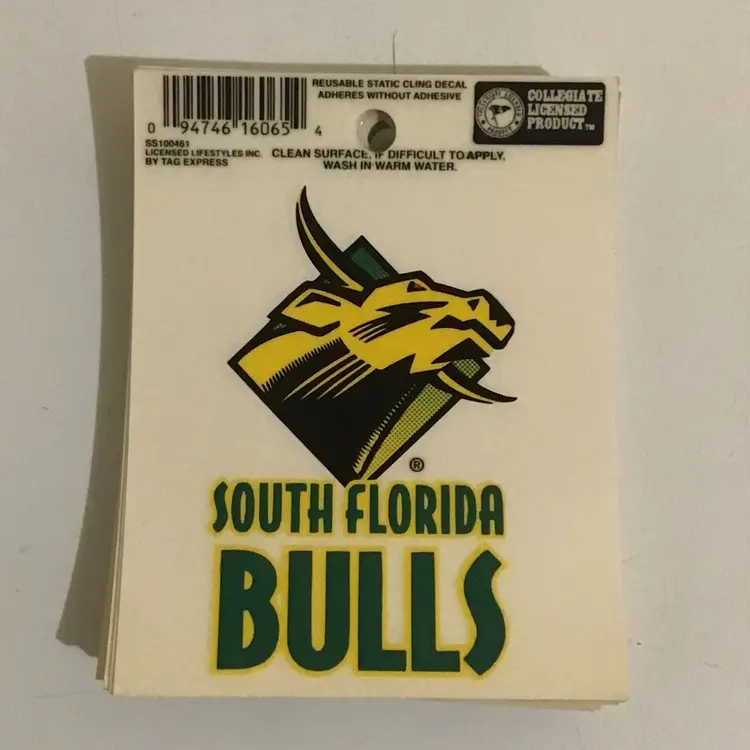 REUSABLE STATIC CLING DECAL
ADHERES WITHOUT ADHESIVE
COLLEGIATE
LICENSED
PRODUCT™
0 94746 16065 4
SS100461
LICENSED LIFESTYLES INC.
BY TAG EXPRESS
CLEAN SURFACE, IF DIFFICULT TO APPLY,
WASH IN WARM WATER.
®
SOUTH FLORIDA
BULLS